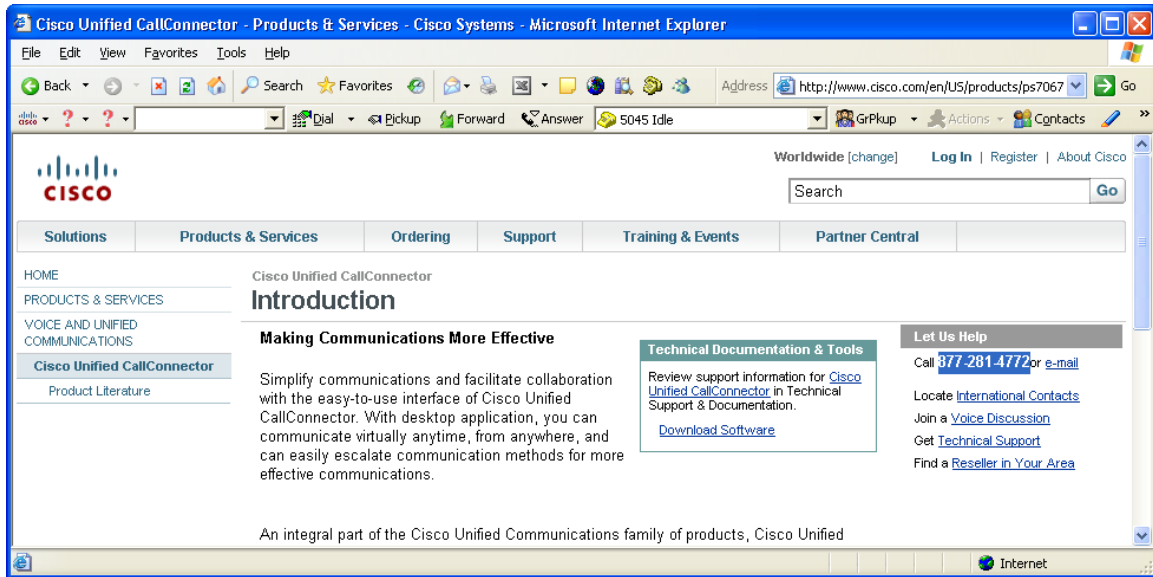 Cisco Unified CallConnector - Products & Services - Cisco Systems - Microsoft Internet Explorer
File Edit View Favorites Tools Help
Back Search Favorites Address http://www.cisco.com/en/US/products/ps7067 Go
Dial Pickup Forward Answer 5045 Idle GrPkup Actions Contacts
Worldwide [change] Log In | Register | About Cisco
CISCO
Search Go
Solutions Products & Services Ordering Support Training & Events Partner Central
HOME
PRODUCTS & SERVICES
VOICE AND UNIFIED
COMMUNICATIONS
Cisco Unified CallConnector
Product Literature
Cisco Unified CallConnector
Introduction
Making Communications More Effective
Simplify communications and facilitate collaboration
with the easy-to-use interface of Cisco Unified
CallConnector. With desktop application, you can
communicate virtually anytime, from anywhere, and
can easily escalate communication methods for more
effective communications.
An integral part of the Cisco Unified Communications family of products, Cisco Unified
Technical Documentation & Tools
Review support information for Cisco
Unified CallConnector in Technical
Support & Documentation.
Download Software
Let Us Help
Call 877-281-4772or e-mail
Locate International Contacts
Join a Voice Discussion
Get Technical Support
Find a Reseller in Your Area
Internet